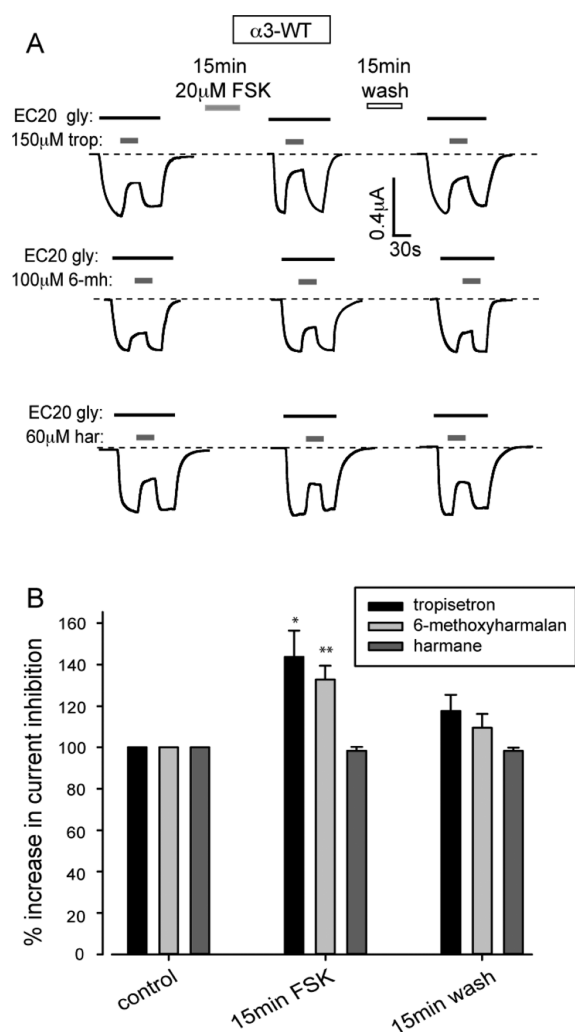 A
α3-WT
15min
20μM FSK
15min
wash
EC20 gly:
150μM trop:
0.4μA
30s
EC20 gly:
100μM 6-mh:
EC20 gly:
60μM har:
B
tropisetron
6-methoxyharmalan
harmane
% increase in current inhibition
160
140
120
100
80
60
40
20
0
*
**
control
15min FSK
15min wash